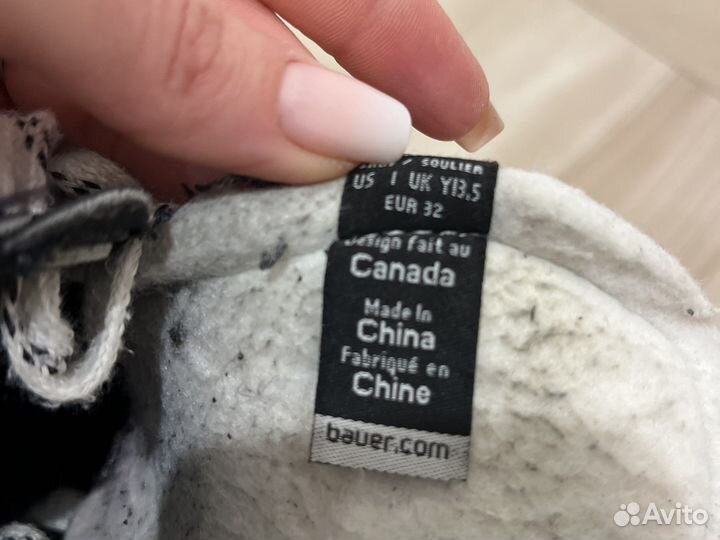 / SOULIER
US 1 UK Y13.5
EUR 32
Design fait au
Canada
Made In
China
Fabriqué en
Chine
bauer.com
Avito